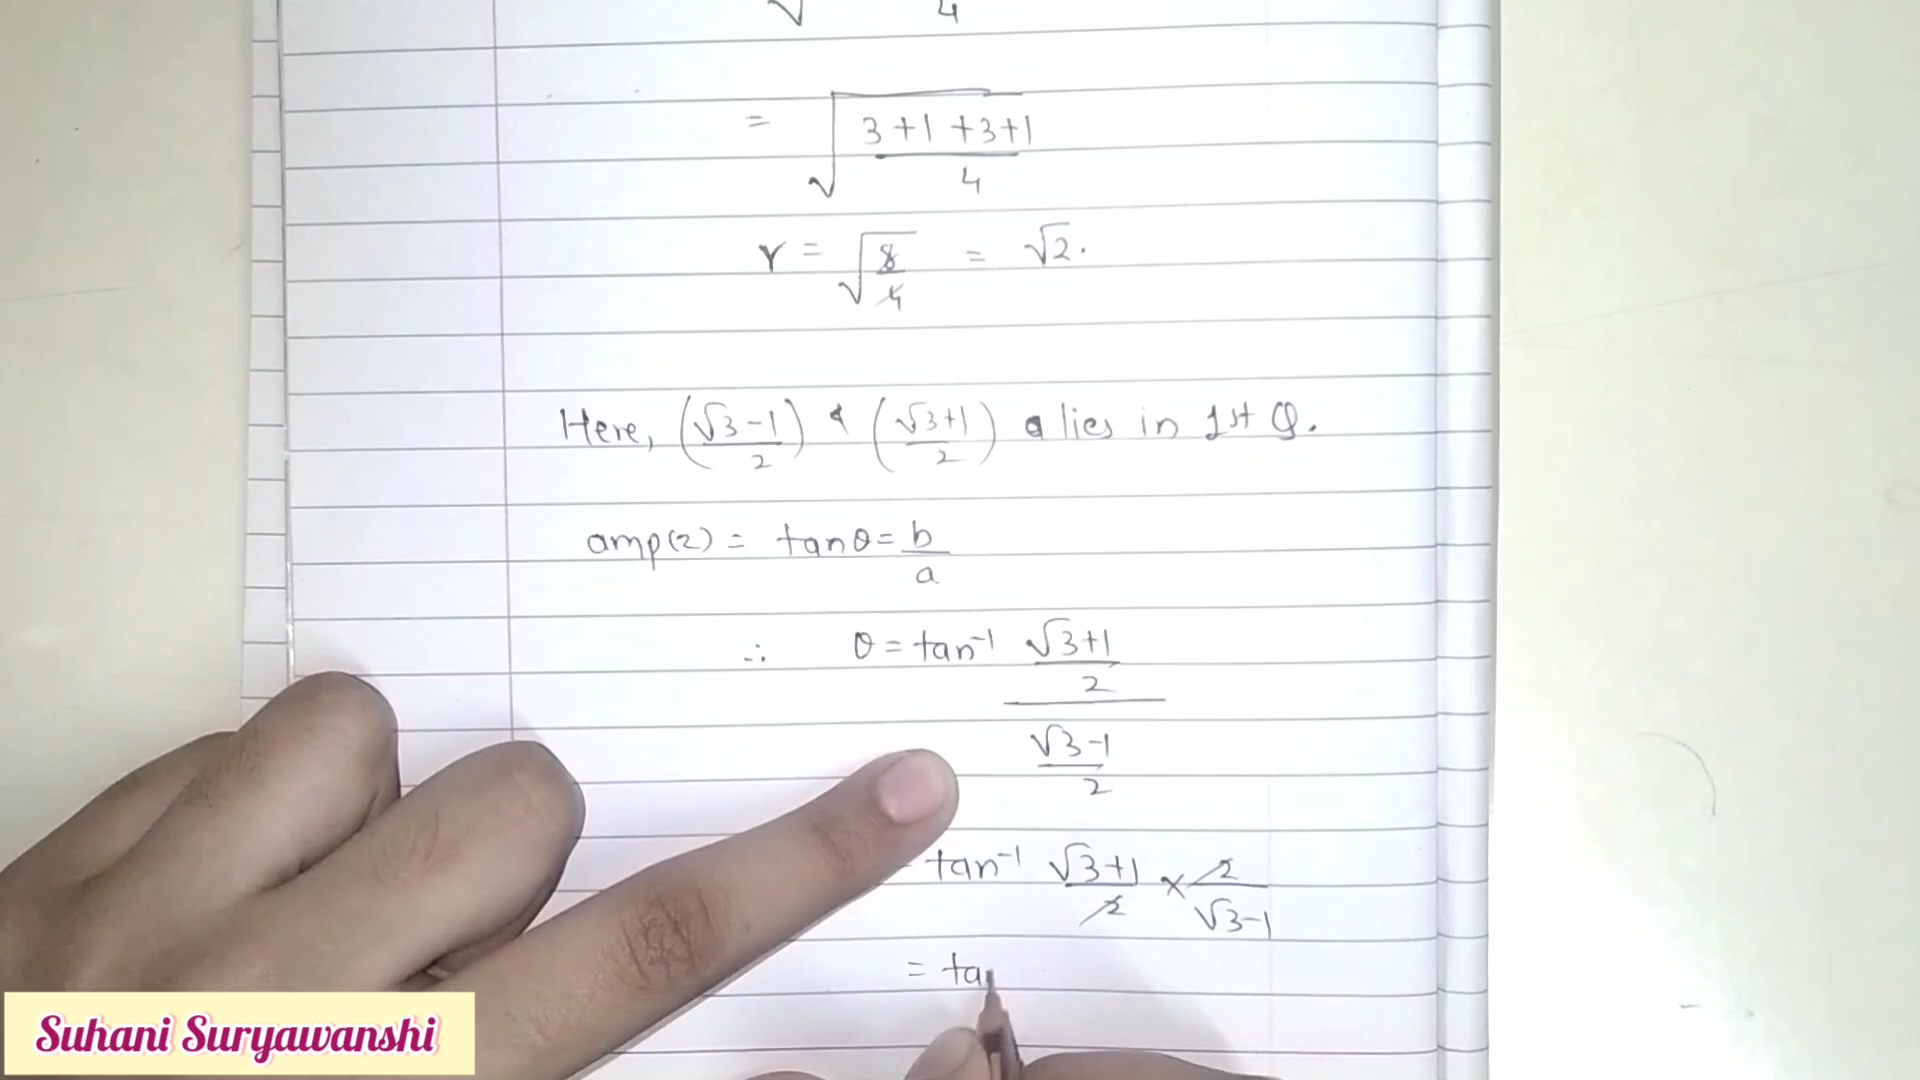 √ 4
= √(3+1+3+1)/4
r = √8/4 = √2.
Here, (√3-1/2) & (√3+1/2) lies in 1st Q.
amp(z) = tanθ = b/a
∴ θ = tan⁻¹ √3+1/2
√3-1/2
tan⁻¹ √3+1/2 × 2/√3-1
= tan
Suhani Suryawanshi